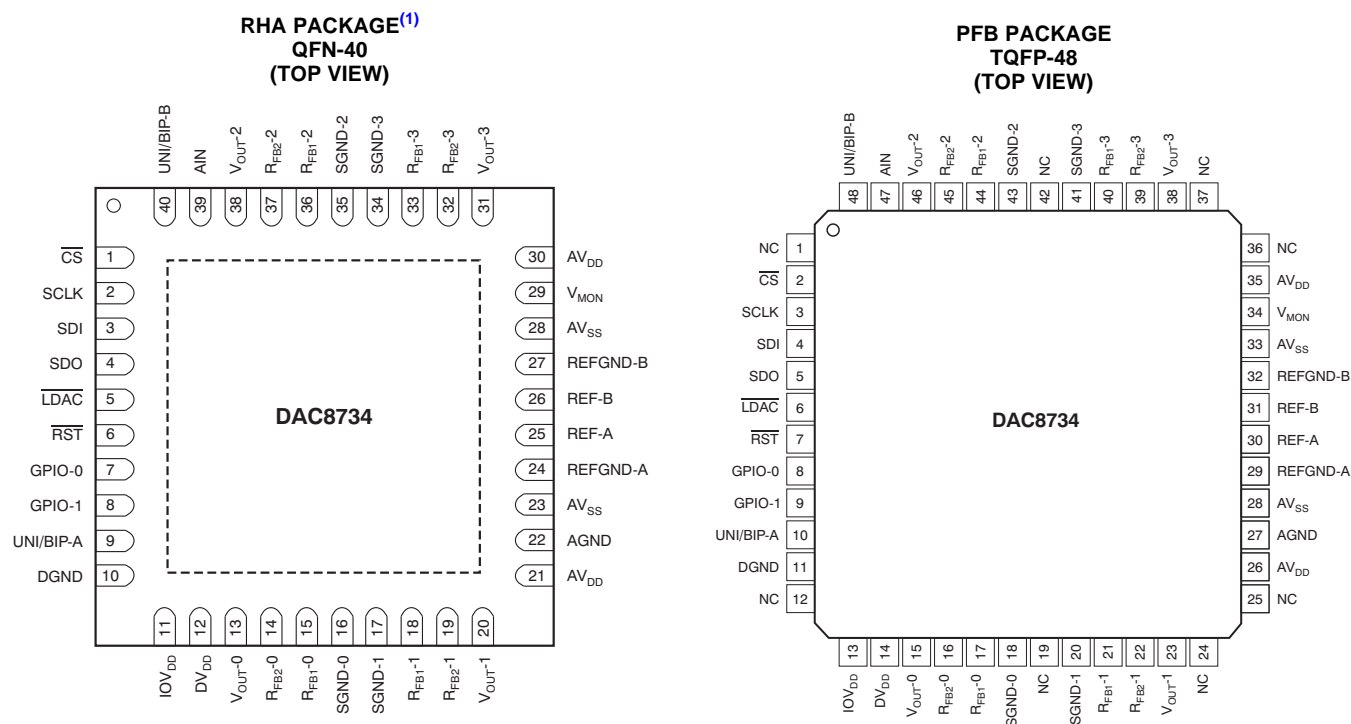 RHA PACKAGE(1)
QFN-40
(TOP VIEW)
UNI/BIP-B
AIN
VOUT-2
RFB2-2
RFB1-2
SGND-2
SGND-3
RFB1-3
RFB2-3
VOUT-3
40 39 38 37 36 35 34 33 32 31
CS 1
SCLK 2
SDI 3
SDO 4
LDAC 5
RST 6
GPIO-0 7
GPIO-1 8
UNI/BIP-A 9
DGND 10
DAC8734
30 AVDD
29 VMON
28 AVSS
27 REFGND-B
26 REF-B
25 REF-A
24 REFGND-A
23 AVSS
22 AGND
21 AVDD
11 12 13 14 15 16 17 18 19 20
IOVDD
DVDD
VOUT-0
RFB2-0
RFB1-0
SGND-0
SGND-1
RFB1-1
RFB2-1
VOUT-1
PFB PACKAGE
TQFP-48
(TOP VIEW)
UNI/BIP-B
AIN
VOUT-2
RFB2-2
RFB1-2
SGND-2
NC
SGND-3
RFB1-3
RFB2-3
VOUT-3
NC
48 47 46 45 44 43 42 41 40 39 38 37
NC 1
CS 2
SCLK 3
SDI 4
SDO 5
LDAC 6
RST 7
GPIO-0 8
GPIO-1 9
UNI/BIP-A 10
DGND 11
NC 12
DAC8734
36 NC
35 AVDD
34 VMON
33 AVSS
32 REFGND-B
31 REF-B
30 REF-A
29 REFGND-A
28 AVSS
27 AGND
26 AVDD
25 NC
13 14 15 16 17 18 19 20 21 22 23 24
IOVDD
DVDD
VOUT-0
RFB2-0
RFB1-0
SGND-0
NC
SGND-1
RFB1-1
RFB2-1
VOUT-1
NC